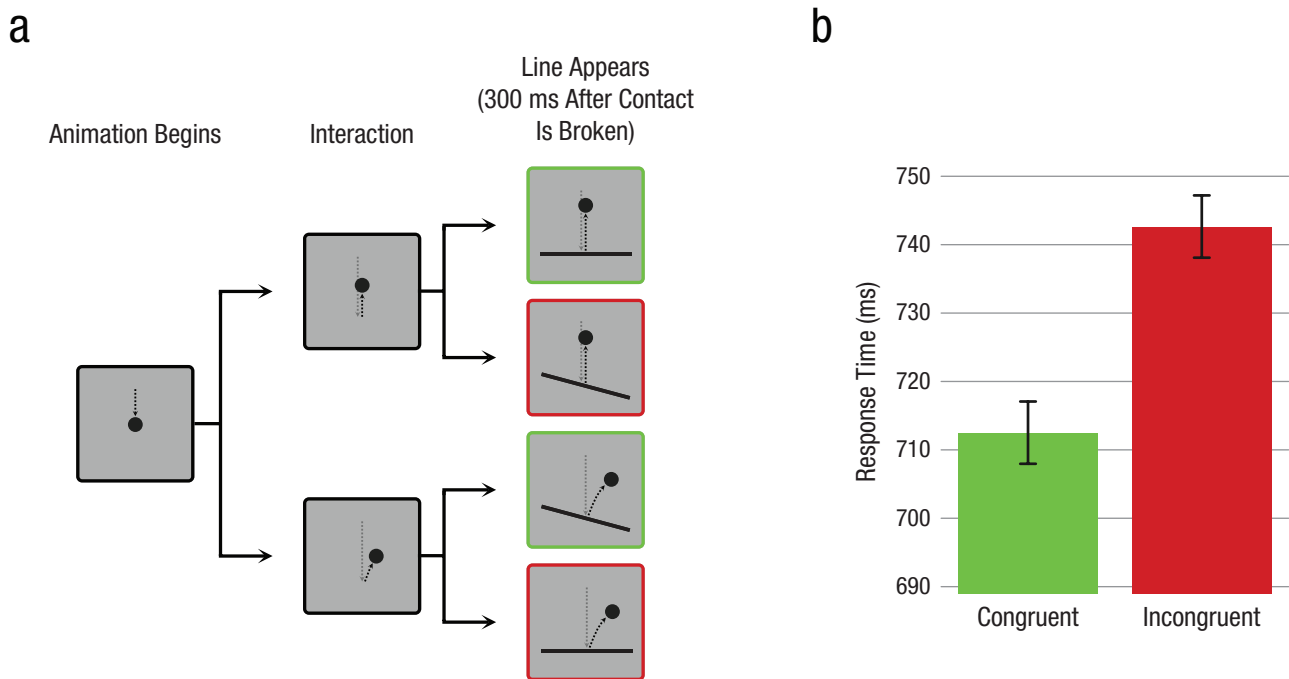 a
Animation Begins
Interaction
Line Appears
(300 ms After Contact
Is Broken)
b
Response Time (ms)
750
740
730
720
710
700
690
Congruent
Incongruent